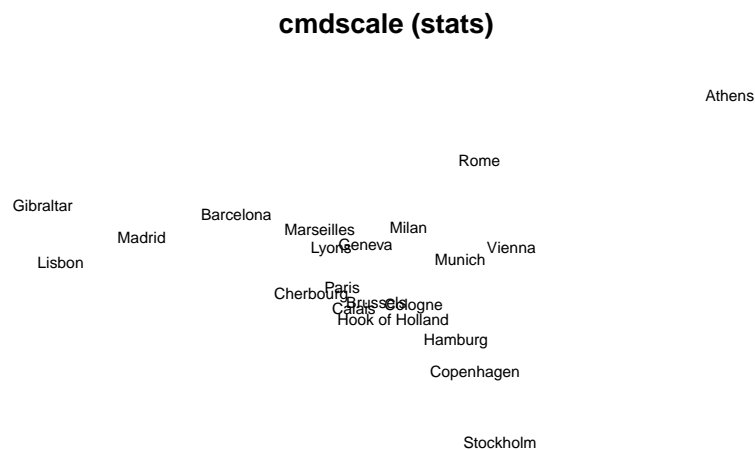 cmdscale (stats)
Athens
Rome
Gibraltar
Barcelona
Marseilles
Milan
Madrid
Geneva
Lyons
Vienna
Munich
Lisbon
Paris
Cherbourg
Brussels
Cologne
Calais
Hook of Holland
Hamburg
Copenhagen
Stockholm